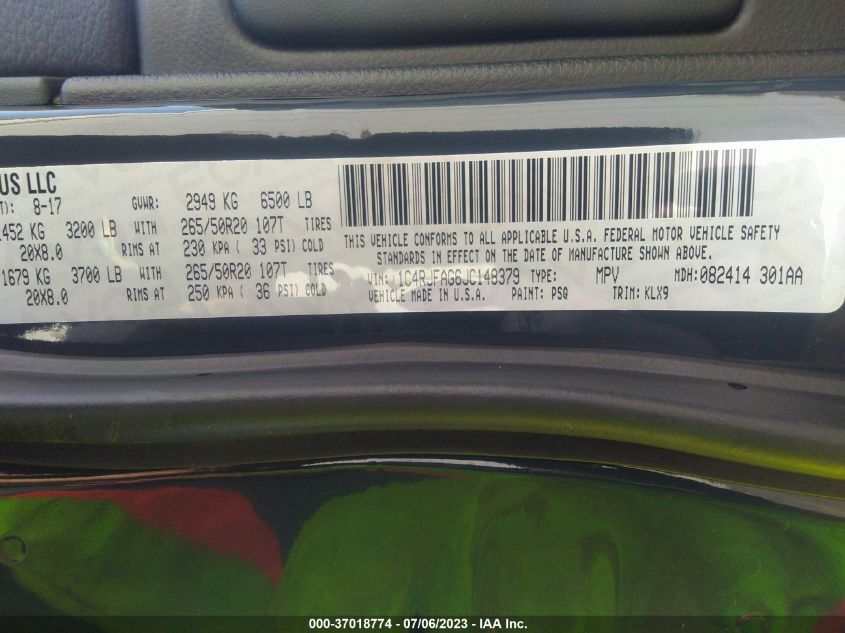 US LLC
T): 8-17 GVWR: 2949 KG 6500 LB
1452 KG 3200 LB WITH 265/50R20 107T TIRES
20X8.0 RIMS AT 230 KPA ( 33 PSI) COLD
1679 KG 3700 LB WITH 265/50R20 107T TIRES
20X8.0 RIMS AT 250 KPA ( 36 PSI) COLD
THIS VEHICLE CONFORMS TO ALL APPLICABLE U.S.A. FEDERAL MOTOR VEHICLE SAFETY
STANDARDS IN EFFECT ON THE DATE OF MANUFACTURE SHOWN ABOVE.
VIN: 1C4RJFAG6JC148379 TYPE: MPV MDH: 082414 301AA
VEHICLE MADE IN U.S.A. PAINT: PSQ TRIM: KLX9
000-37018774 - 07/06/2023 - IAA Inc.